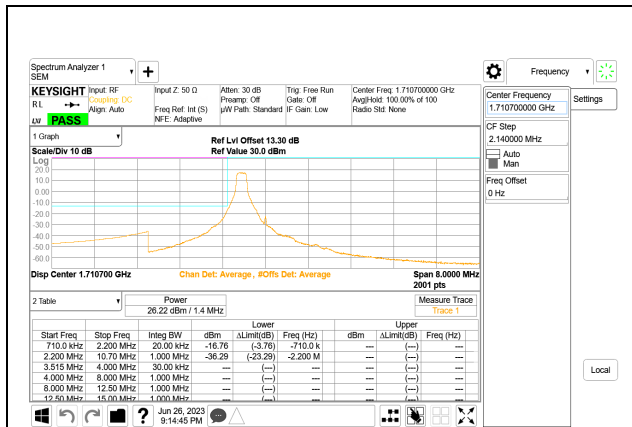 Spectrum Analyzer 1
SEM
Frequency
KEYSIGHT Input: RF Input Z: 50 Ω Atten: 30 dB Trig: Free Run Center Freq: 1.710700000 GHz
RL Coupling: DC Preamp: Off Gate: Off Avg|Hold: 100.00% of 100
Align: Auto Freq Ref: Int (S) µW Path: Standard IF Gain: Low Radio Std: None
NFE: Adaptive
PASS
Center Frequency
1.710700000 GHz
Settings
CF Step
2.140000 MHz
Auto
Man
Freq Offset
0 Hz
1 Graph
Ref Lvl Offset 13.30 dB
Scale/Div 10 dB Ref Value 30.0 dBm
Log
20.0
10.0
0.00
-10.0
-20.0
-30.0
-40.0
-50.0
-60.0
Disp Center 1.710700 GHz Chan Det: Average, #Offs Det: Average Span 8.0000 MHz
2001 pts
2 Table Power Measure Trace
26.22 dBm / 1.4 MHz Trace 1
Lower Upper
Start Freq Stop Freq Integ BW dBm ΔLimit(dB) Freq (Hz) dBm ΔLimit(dB) Freq (Hz)
710.0 kHz 2.200 MHz 20.00 kHz -16.76 (-3.76) -710.0 k --- (---) ---
2.200 MHz 10.70 MHz 1.000 MHz -36.29 (-23.29) -2.200 M --- (---) ---
3.515 MHz 4.000 MHz 30.00 kHz --- (---) --- --- (---) ---
4.000 MHz 8.000 MHz 1.000 MHz --- (---) --- --- (---) ---
8.000 MHz 12.50 MHz 1.000 MHz --- (---) --- --- (---) ---
12.50 MHz 15.00 MHz 1.000 MHz --- (---) --- --- (---) ---
Local
Jun 26, 2023
9:14:45 PM